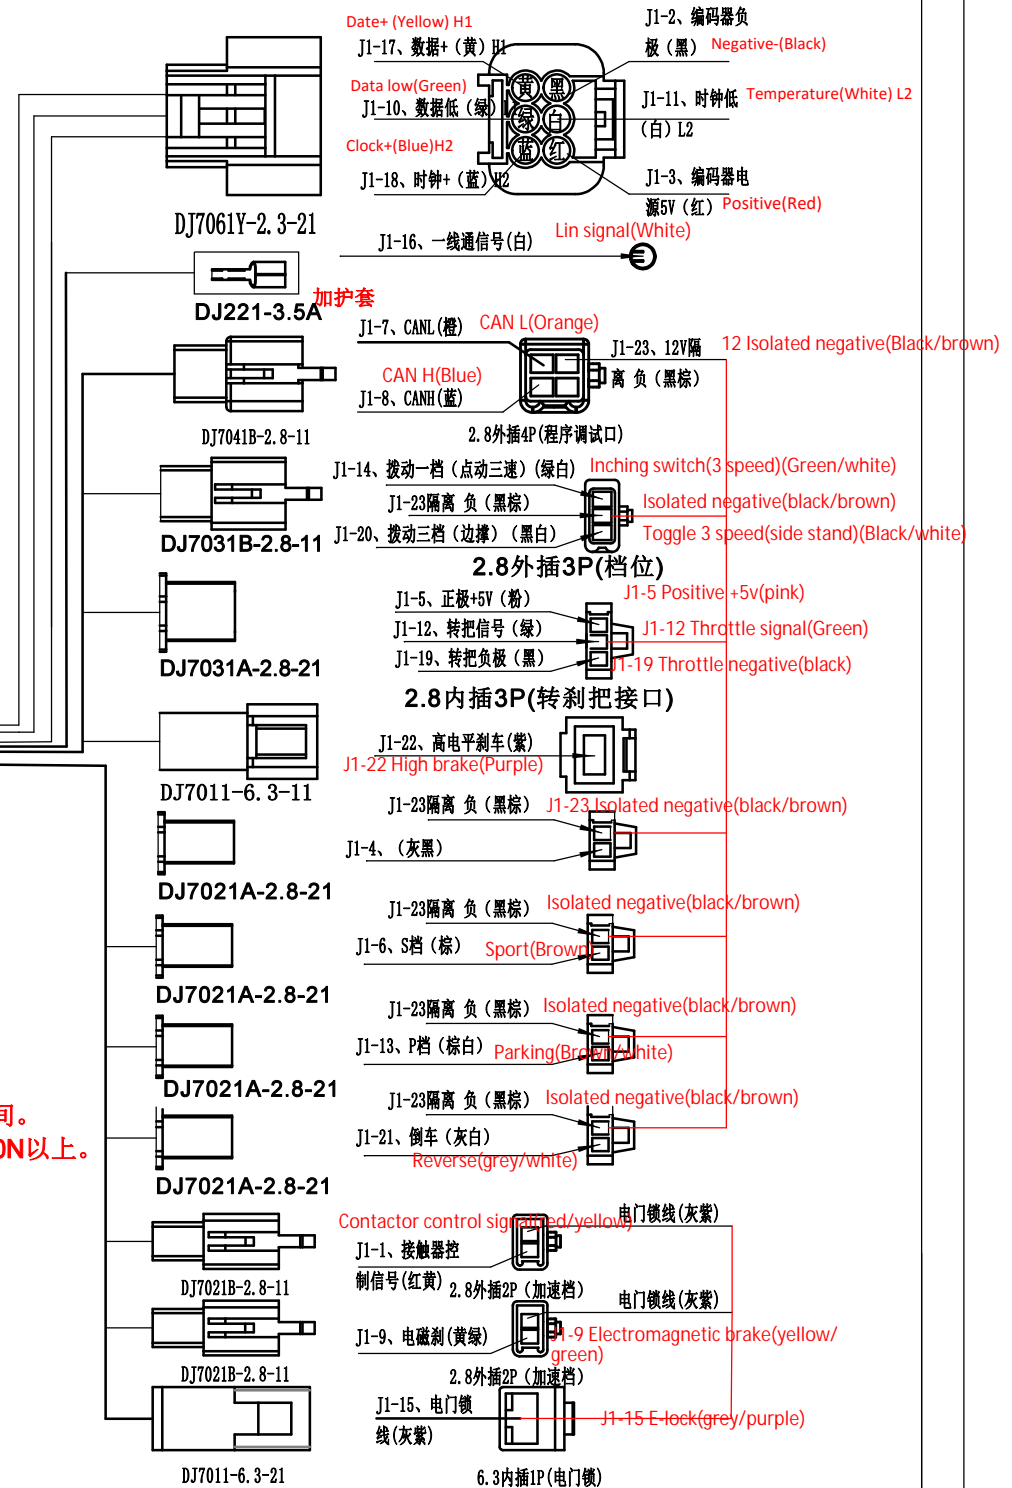 Date+ (Yellow) H1
J1-17、数据+（黄）H1
J1-2、编码器负
极（黑） Negative-(Black)
Data low(Green)
J1-10、数据低（绿）
J1-11、时钟低 Temperature(White) L2
（白）L2
Clock+(Blue)H2
J1-18、时钟+（蓝）H2
黄 黑
绿 白
蓝 红
J1-3、编码器电
源5V（红） Positive(Red)
DJ7061Y-2.3-21
J1-16、一线通信号(白) Lin signal(White)
加护套
DJ221-3.5A
J1-7、CANL(橙) CAN L(Orange)
J1-23、12V隔
离 负（黑棕）
12 Isolated negative(Black/brown)
CAN H(Blue)
J1-8、CANH(蓝)
DJ7041B-2.8-11
2.8外插4P(程序调试口)
J1-14、拨动一档（点动三速）(绿白) Inching switch(3 speed)(Green/white)
J1-23隔离 负（黑棕） Isolated negative(black/brown)
J1-20、拨动三档（边撑）（黑白） Toggle 3 speed(side stand)(Black/white)
DJ7031B-2.8-11
2.8外插3P(档位)
J1-5、正极+5V（粉） J1-5 Positive +5v(pink)
J1-12、转把信号（绿） J1-12 Throttle signal(Green)
J1-19、转把负极（黑） J1-19 Throttle negative(black)
DJ7031A-2.8-21
2.8内插3P(转刹把接口)
J1-22、高电平刹车(紫)
J1-22 High brake(Purple)
DJ7011-6.3-11
J1-23隔离 负（黑棕） J1-23 Isolated negative(black/brown)
J1-4、（灰黑）
DJ7021A-2.8-21
J1-23隔离 负（黑棕） Isolated negative(black/brown)
J1-6、S档（棕） Sport(Brown)
DJ7021A-2.8-21
J1-23隔离 负（黑棕） Isolated negative(black/brown)
J1-13、P档（棕白） Parking(Brown/white)
DJ7021A-2.8-21
J1-23隔离 负（黑棕） Isolated negative(black/brown)
间。
0N以上。
J1-21、倒车（灰白）
Reverse(grey/white)
DJ7021A-2.8-21
Contactor control signal(red/yellow)
电门锁线(灰紫)
J1-1、接触器控
制信号(红黄)
DJ7021B-2.8-11
2.8外插2P（加速档）
电门锁线(灰紫)
J1-9、电磁刹(黄绿) J1-9 Electromagnetic brake(yellow/
green)
DJ7021B-2.8-11
2.8外插2P（加速档）
J1-15、电门锁
线(灰紫)
J1-15 E-lock(grey/purple)
DJ7011-6.3-21
6.3内插1P(电门锁)